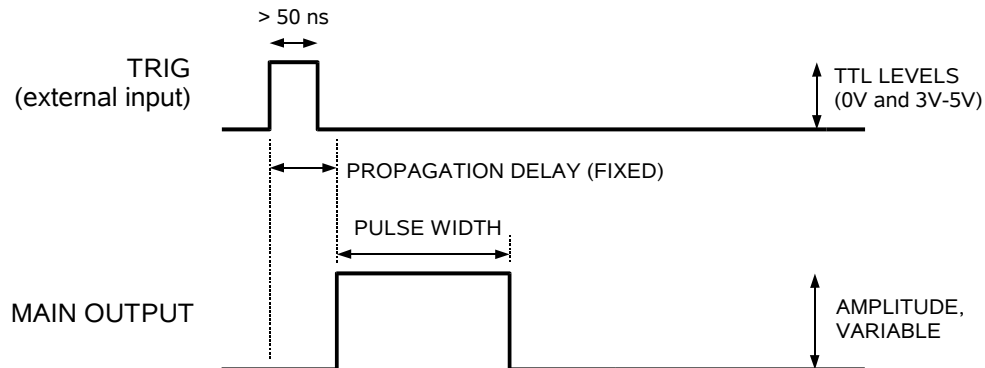 > 50 ns
TRIG
(external input)
TTL LEVELS
(0V and 3V-5V)
PROPAGATION DELAY (FIXED)
PULSE WIDTH
MAIN OUTPUT
AMPLITUDE,
VARIABLE